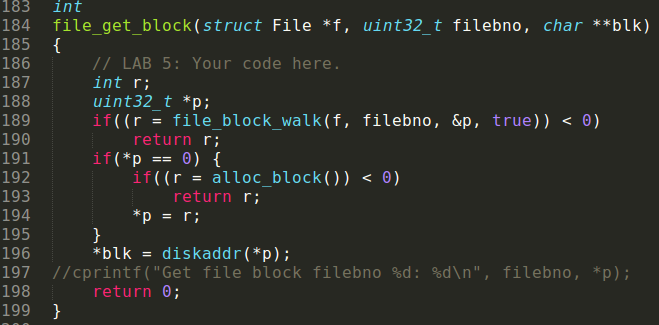 183 int
184 file_get_block(struct File *f, uint32_t filebno, char **blk)
185 {
186     // LAB 5: Your code here.
187     int r;
188     uint32_t *p;
189     if((r = file_block_walk(f, filebno, &p, true)) < 0)
190         return r;
191     if(*p == 0) {
192         if((r = alloc_block()) < 0)
193             return r;
194         *p = r;
195     }
196     *blk = diskaddr(*p);
197 //cprintf("Get file block filebno %d: %d\n", filebno, *p);
198     return 0;
199 }